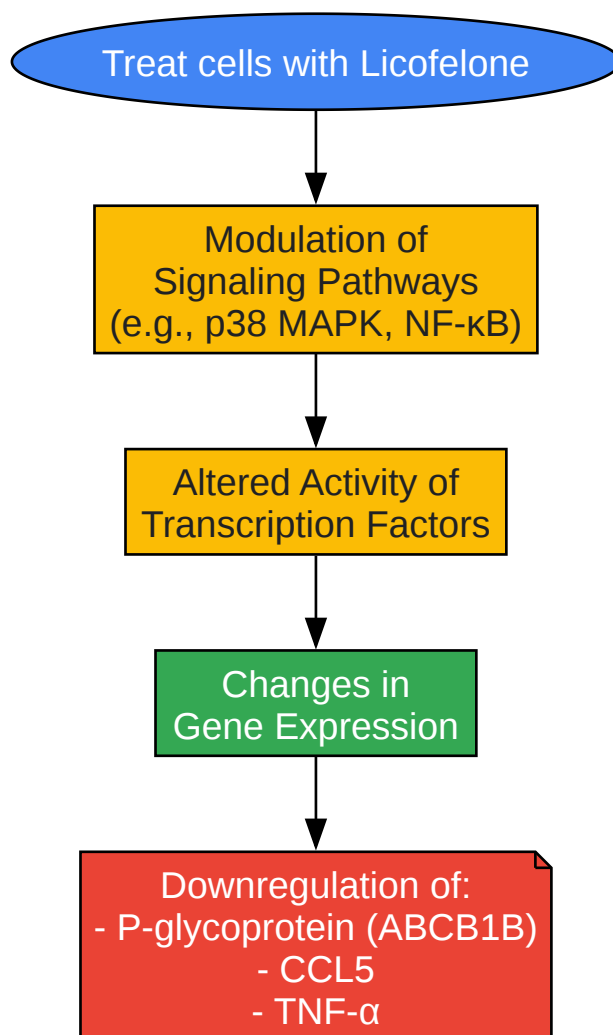 Treat cells with Licofelone
Modulation of
Signaling Pathways
(e.g., p38 MAPK, NF-κB)
Altered Activity of
Transcription Factors
Changes in
Gene Expression
Downregulation of:
- P-glycoprotein (ABCB1B)
- CCL5
- TNF-α